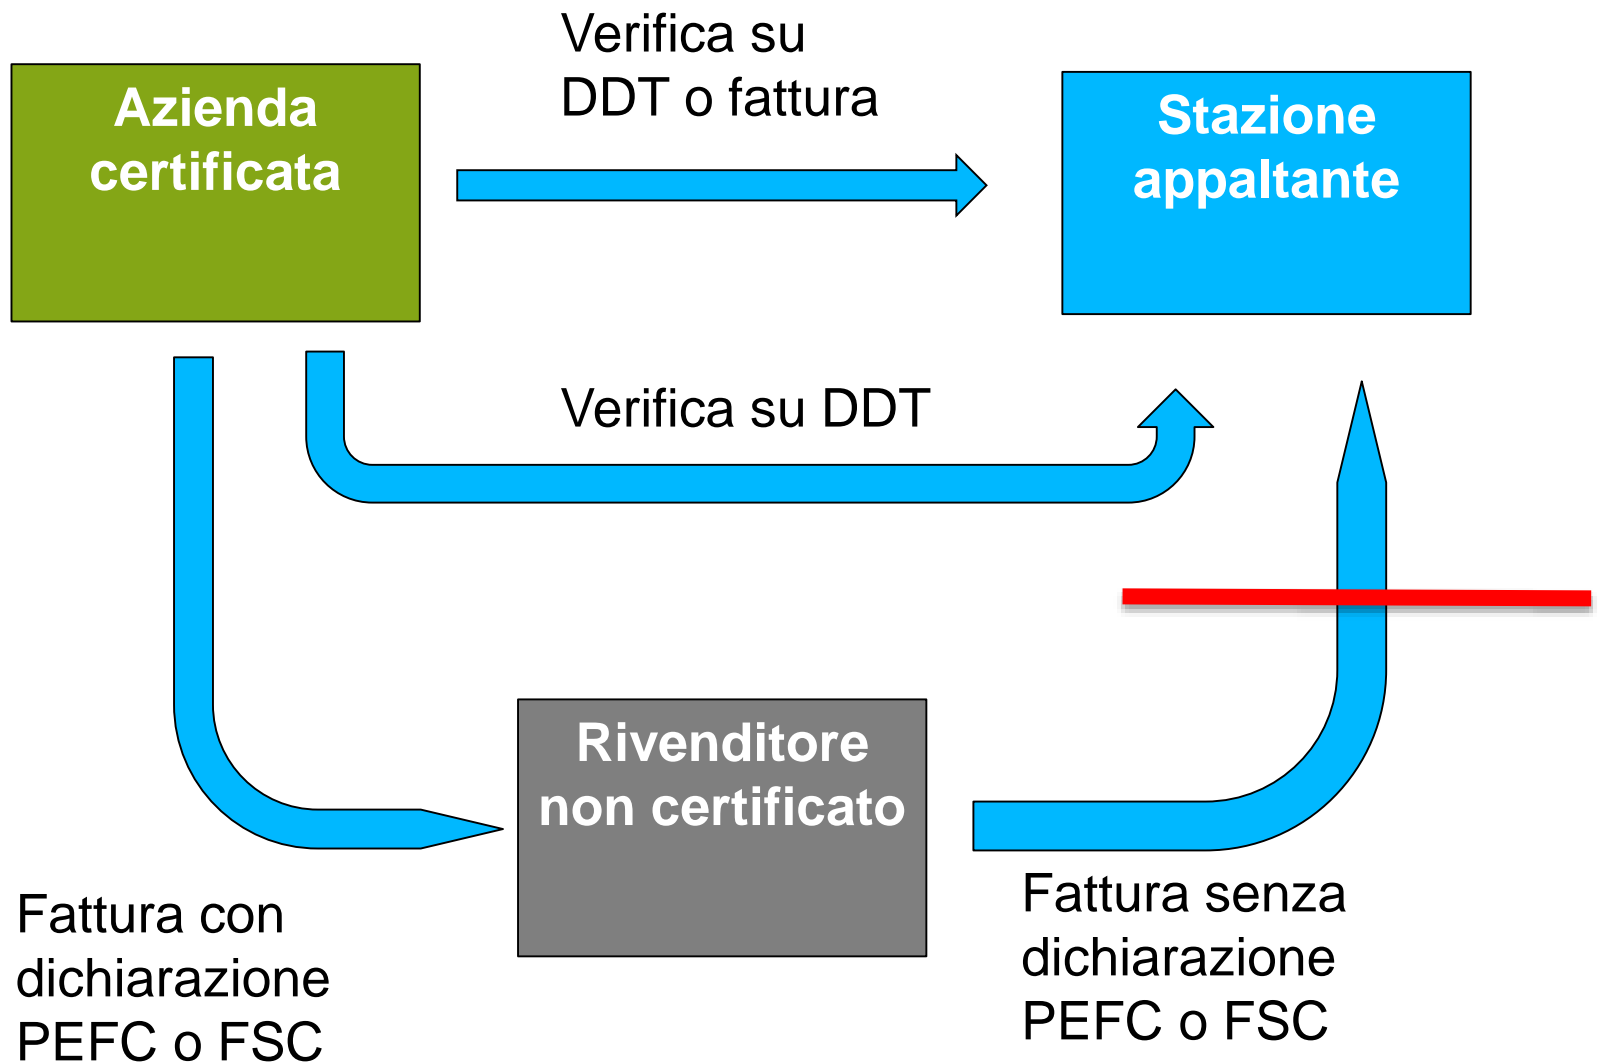 Verifica su
DDT o fattura
Azienda
certificata
Stazione
appaltante
Verifica su DDT
Rivenditore
non certificato
Fattura con
dichiarazione
PEFC o FSC
Fattura senza
dichiarazione
PEFC o FSC